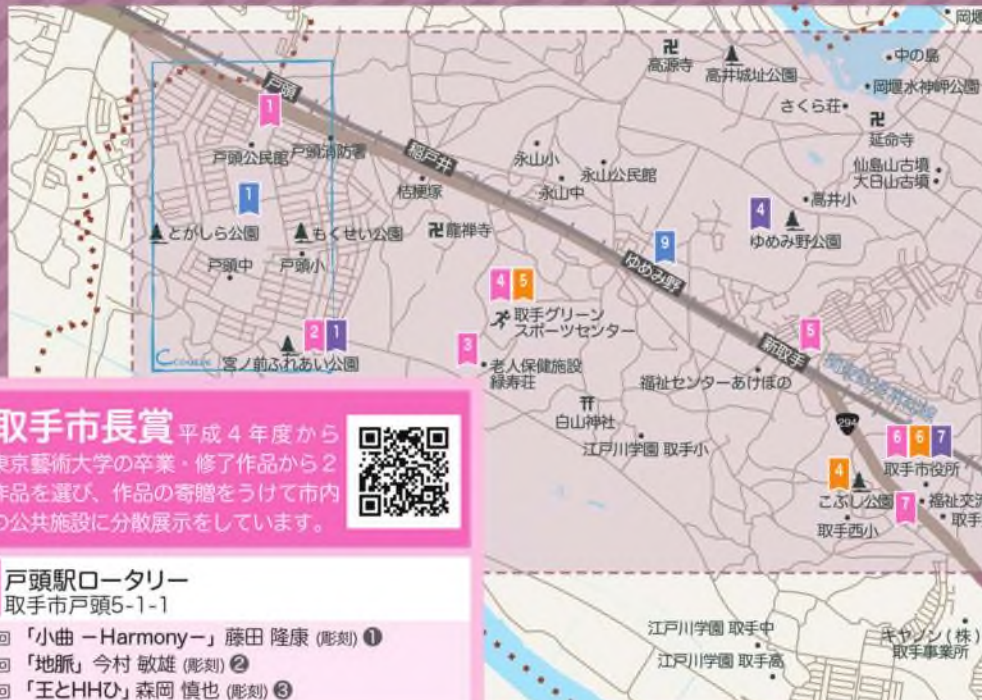 岡堰
中の島
岡堰水神岬公園
高源寺
高井城址公園
さくら荘
延命寺
仙島山古墳
大日山古墳
戸頭
1
戸頭公民館
戸頭消防署
稲戸井
桔梗塚
永山小
永山中
永山公民館
高井小
4
ゆめみ野公園
1
とがしら公園
もくせい公園
龍禅寺
戸頭中
戸頭小
9
ゆめみ野
4 5
取手グリーン
スポーツセンター
2 1
宮ノ前ふれあい公園
3
老人保健施設
緑寿荘
5
新取手
福祉センターあけぼの
白山神社
江戸川学園 取手小
294
6 6 7
取手市役所
4
こぶし公園
7
福祉交流
取手
取手西小
取手市長賞 平成4年度から
東京藝術大学の卒業・修了作品から2
作品を選び、作品の寄贈をうけて市内
の公共施設に分散展示をしています。
戸頭駅ロータリー
取手市戸頭5-1-1
「小曲 －Harmony－」藤田 隆康 (彫刻) ❶
「地脈」今村 敏雄 (彫刻) ❷
「王とHHひ」森岡 慎也 (彫刻) ❸
江戸川学園 取手中
江戸川学園 取手高
キヤノン(株)
取手事業所